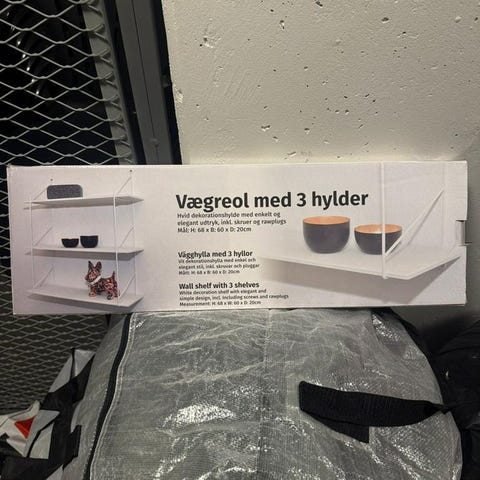 Vægreol med 3 hylder
Hvid dekorationshylde med enkelt og
elegant udtryk, inkl. skruer og rawplugs
Mål: H: 68 x B: 60 x D: 20cm
Vägghylla med 3 hyllor
Vit dekorationshylla med enkel och
elegant stil, inkl. skruver och pluggar
Mått: H: 68 x B: 60 x D: 20cm
Wall shelf with 3 shelves
White decoration shelf with elegant and
simple design, incl. including screws and rawplugs
Measurement: H: 68 x W: 60 x D: 20cm